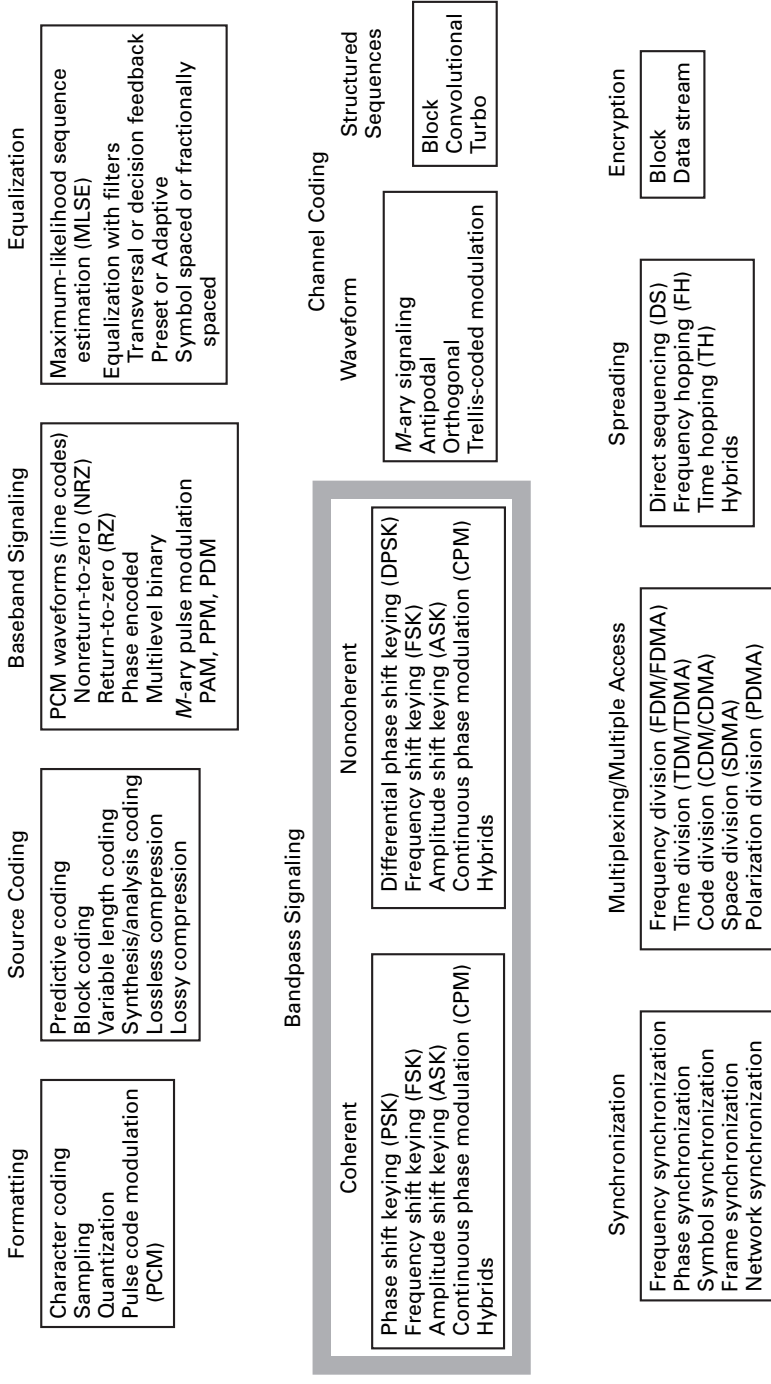 Formatting
Character coding
Sampling
Quantization
Pulse code modulation
(PCM)
Source Coding
Predictive coding
Block coding
Variable length coding
Synthesis/analysis coding
Lossless compression
Lossy compression
Baseband Signaling
PCM waveforms (line codes)
Nonreturn-to-zero (NRZ)
Return-to-zero (RZ)
Phase encoded
Multilevel binary
M-ary pulse modulation
PAM, PPM, PDM
Equalization
Maximum-likelihood sequence
estimation (MLSE)
Equalization with filters
Transversal or decision feedback
Preset or Adaptive
Symbol spaced or fractionally
spaced
Bandpass Signaling
Coherent
Phase shift keying (PSK)
Frequency shift keying (FSK)
Amplitude shift keying (ASK)
Continuous phase modulation (CPM)
Hybrids
Noncoherent
Differential phase shift keying (DPSK)
Frequency shift keying (FSK)
Amplitude shift keying (ASK)
Continuous phase modulation (CPM)
Hybrids
Channel Coding
Waveform
M-ary signaling
Antipodal
Orthogonal
Trellis-coded modulation
Structured
Sequences
Block
Convolutional
Turbo
Synchronization
Frequency synchronization
Phase synchronization
Symbol synchronization
Frame synchronization
Network synchronization
Multiplexing/Multiple Access
Frequency division (FDM/FDMA)
Time division (TDM/TDMA)
Code division (CDM/CDMA)
Space division (SDMA)
Polarization division (PDMA)
Spreading
Direct sequencing (DS)
Frequency hopping (FH)
Time hopping (TH)
Hybrids
Encryption
Block
Data stream